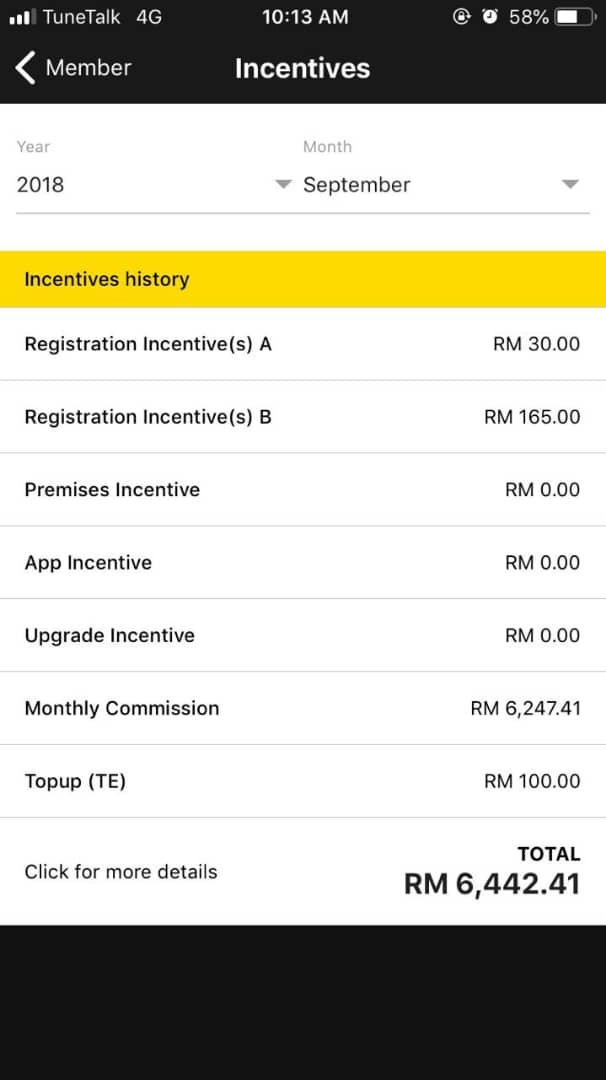 TuneTalk 4G 10:13 AM 58%
Member Incentives
Year Month
2018 September
Incentives history
Registration Incentive(s) A RM 30.00
Registration Incentive(s) B RM 165.00
Premises Incentive RM 0.00
App Incentive RM 0.00
Upgrade Incentive RM 0.00
Monthly Commission RM 6,247.41
Topup (TE) RM 100.00
TOTAL
Click for more details RM 6,442.41